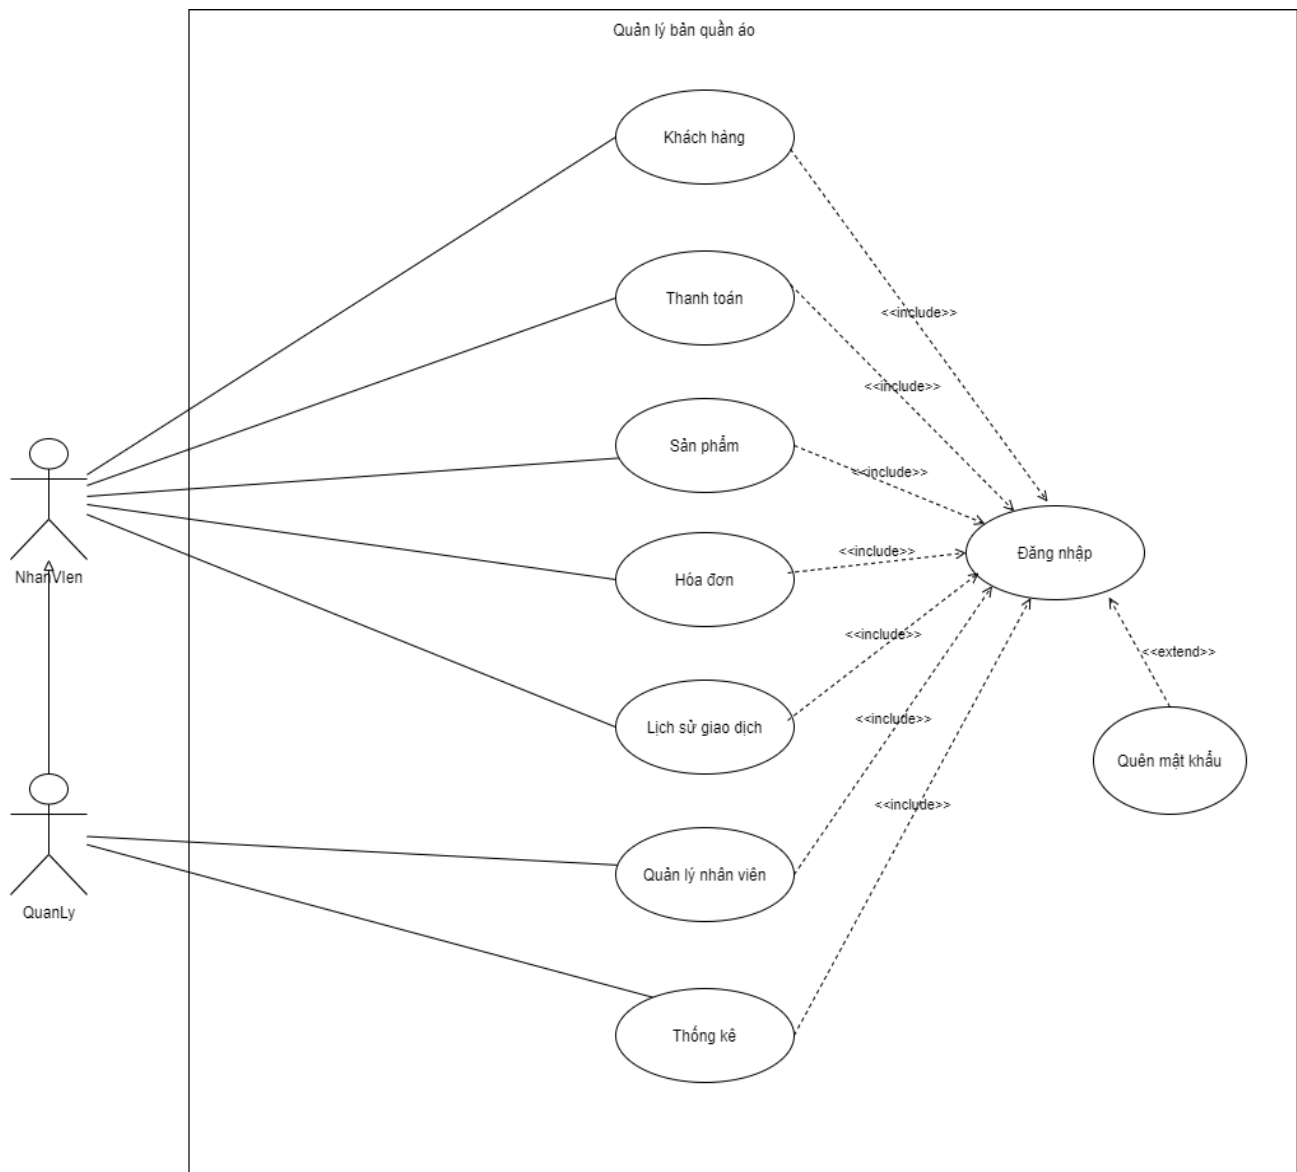 Quản lý bản quần áo
Khách hàng
Thanh toán
<<include>>
<<include>>
Sản phẩm
<<include>>
Hóa đơn
<<include>>
Đăng nhập
NhanVIen
<<include>>
<<extend>>
Lịch sử giao dịch
<<include>>
Quên mật khẩu
<<include>>
Quản lý nhân viên
QuanLy
Thống kê